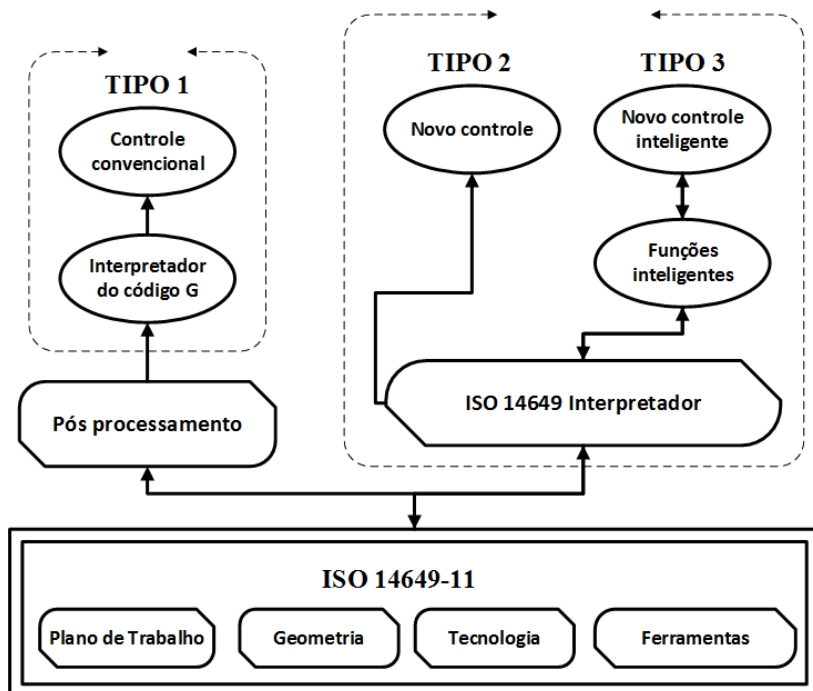 TIPO 1
Controle
convencional
Interpretador
do código G
Pós processamento
TIPO 2
Novo controle
TIPO 3
Novo controle
inteligente
Funções
inteligentes
ISO 14649 Interpretador
ISO 14649-11
Plano de Trabalho
Geometria
Tecnologia
Ferramentas